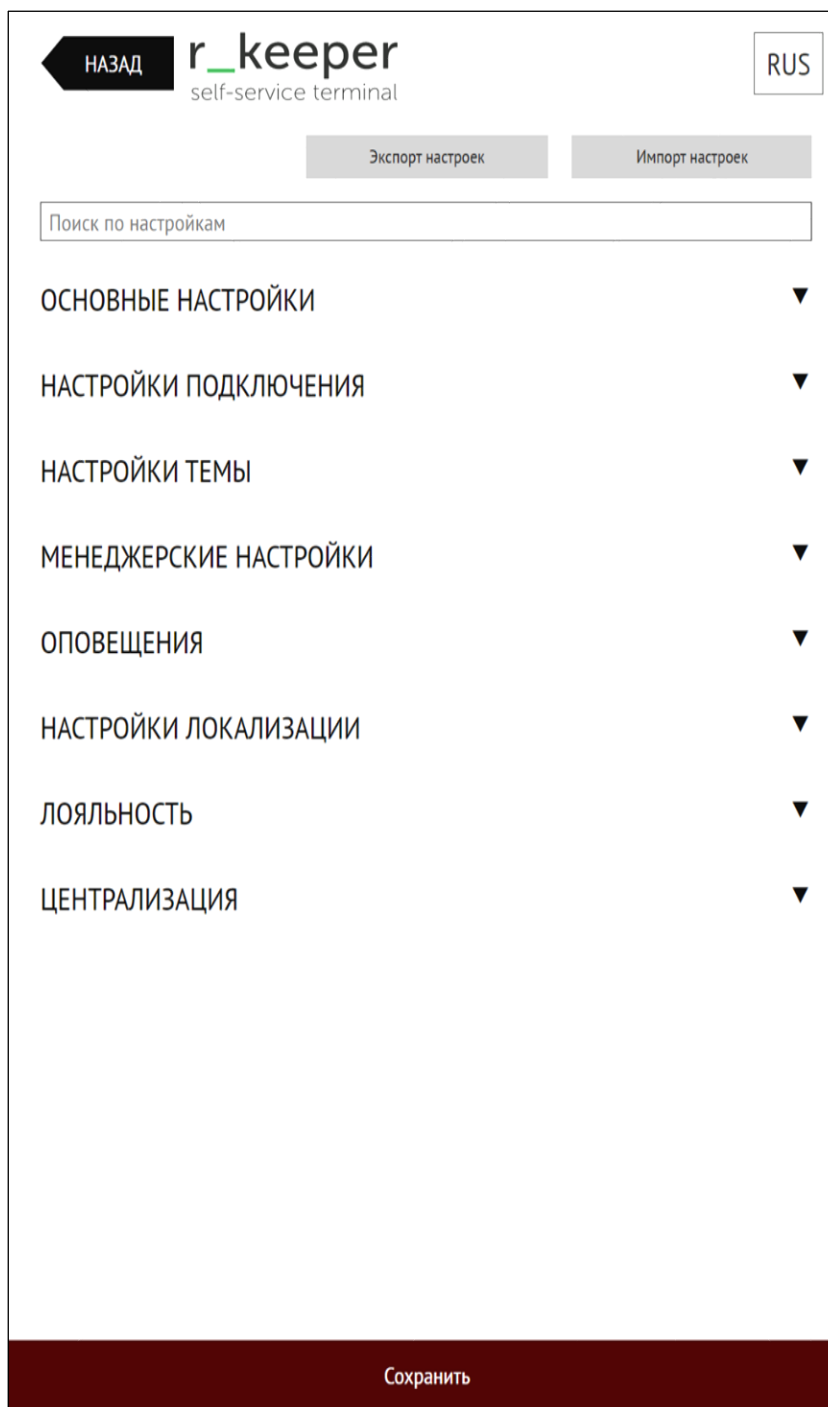 НАЗАД
r_keeper
self-service terminal
RUS
Экспорт настроек
Импорт настроек
Поиск по настройкам
ОСНОВНЫЕ НАСТРОЙКИ
НАСТРОЙКИ ПОДКЛЮЧЕНИЯ
НАСТРОЙКИ ТЕМЫ
МЕНЕДЖЕРСКИЕ НАСТРОЙКИ
ОПОВЕЩЕНИЯ
НАСТРОЙКИ ЛОКАЛИЗАЦИИ
ЛОЯЛЬНОСТЬ
ЦЕНТРАЛИЗАЦИЯ
Сохранить